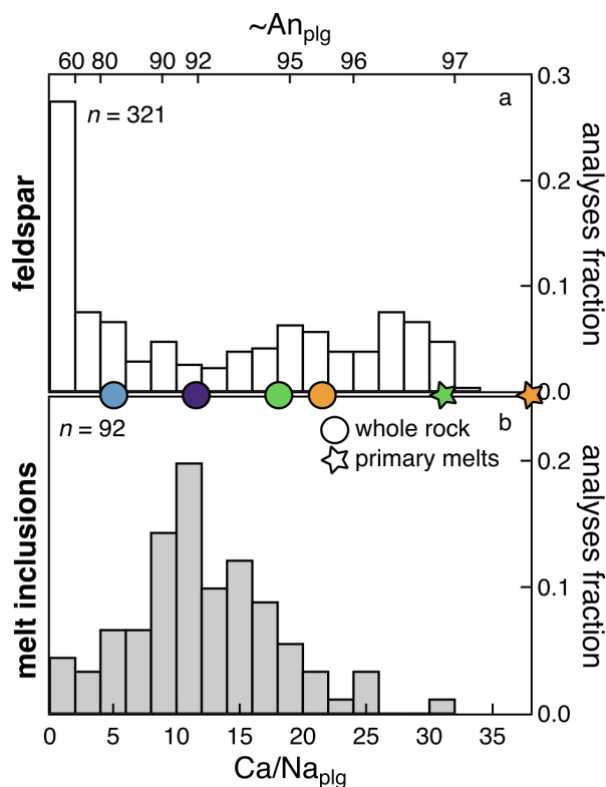 ~An_plg
60 80 90 92 95 96 97
a
n = 321
feldspar
0.3
0.2
0.1
0.0
analyses fraction
b
n = 92
whole rock
primary melts
melt inclusions
0.2
0.1
0.0
analyses fraction
0 5 10 15 20 25 30 35
Ca/Na_plg